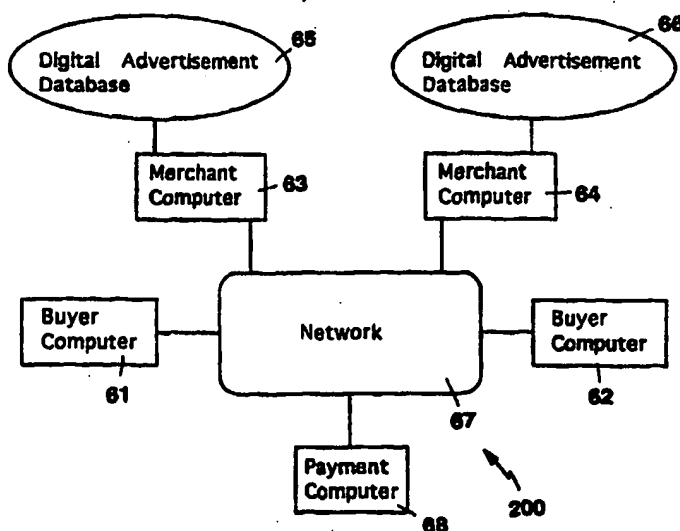 Digital Advertisement
Database
65
Digital Advertisement
Database
66
Merchant
Computer
63
Merchant
Computer
64
Buyer
Computer
61
Network
67
Buyer
Computer
62
Payment
Computer
68
200